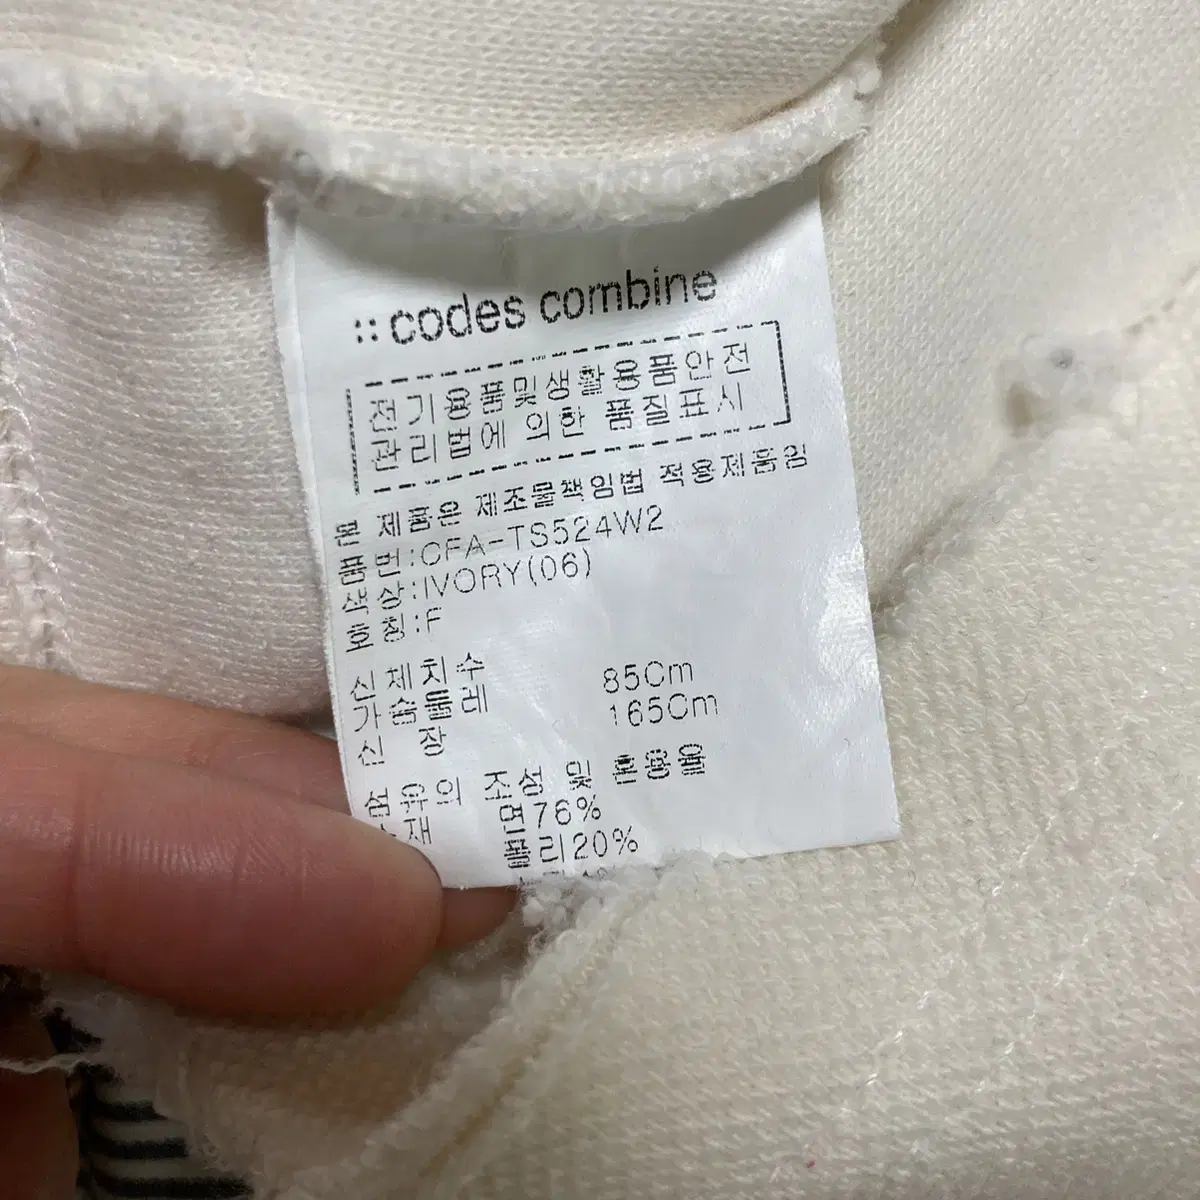 ::codes combine
전기용품및생활용품안전
관리법에 의한 품질표시
본 제품은 제조물책임법 적용제품임
품번:CFA-TS524W2
색상:IVORY(06)
호칭:F
신체치수
가슴둘레 85Cm
신 장 165Cm
섬유의 조성 및 혼용율
면76%
폴리20%